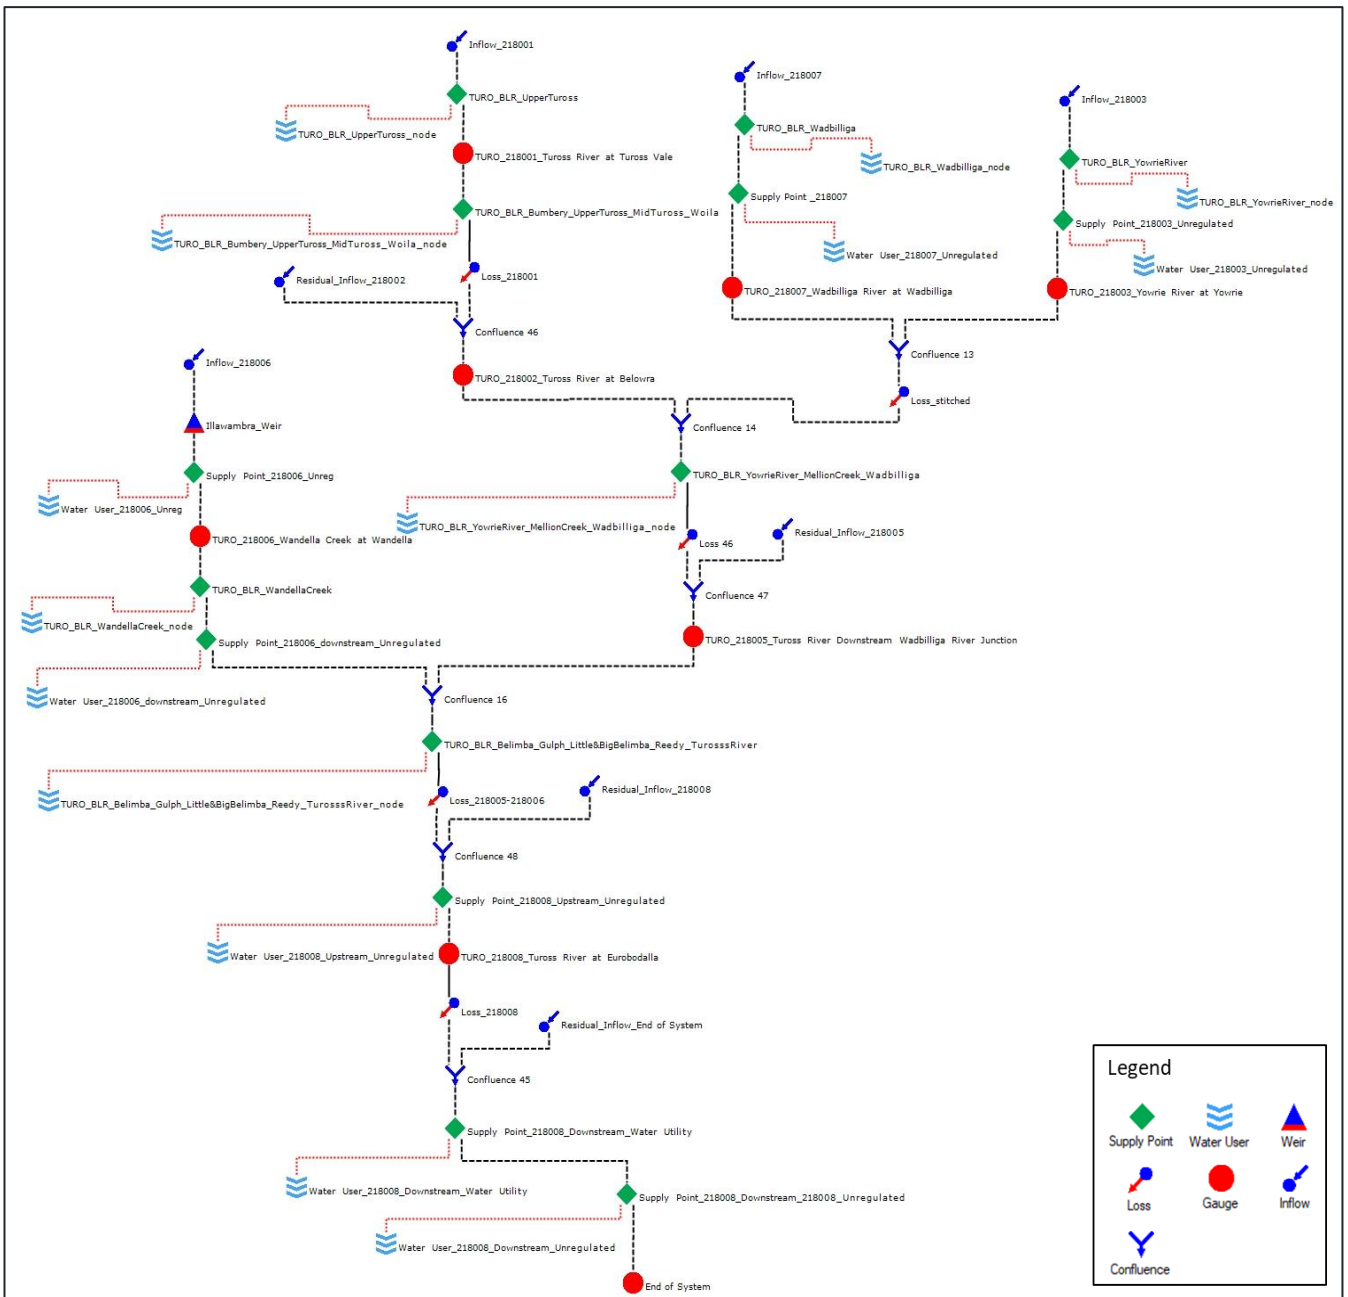 Inflow_218001
Inflow_218007
Inflow_218003
TURO_BLR_UpperTuross
TURO_BLR_UpperTuross_node
TURO_BLR_Wadbilliga
TURO_BLR_Wadbilliga_node
TURO_BLR_YowrieRiver
TURO_BLR_YowrieRiver_node
TURO_218001_Tuross River at Tuross Vale
Supply Point _218007
TURO_BLR_Bumbery_UpperTuross_MidTuross_Woila
TURO_BLR_Bumbery_UpperTuross_MidTuross_Woila_node
Supply Point_218003_Unregulated
Water User_218007_Unregulated
Water User_218003_Unregulated
Residual_Inflow_218002
Loss_218001
TURO_218007_Wadbilliga River at Wadbilliga
TURO_218003_Yowrie River at Yowrie
Confluence 46
Confluence 13
Inflow_218006
TURO_218002_Tuross River at Belowra
Loss_stitched
Illawambra_Weir
Confluence 14
Supply Point_218006_Unreg
TURO_BLR_YowrieRiver_MellionCreek_Wadbilliga
Water User_218006_Unreg
TURO_BLR_YowrieRiver_MellionCreek_Wadbilliga_node
TURO_218006_Wandella Creek at Wandella
Loss 46
Residual_Inflow_218005
TURO_BLR_WandellaCreek
Confluence 47
TURO_BLR_WandellaCreek_node
Supply Point_218006_downstream_Unregulated
TURO_218005_Tuross River Downstream Wadbilliga River Junction
Water User_218006_downstream_Unregulated
Confluence 16
TURO_BLR_Belimba_Gulph_Little&BigBelimba_Reedy_TurosssRiver
TURO_BLR_Belimba_Gulph_Little&BigBelimba_Reedy_TurosssRiver_node
Loss_218005-218006
Residual_Inflow_218008
Confluence 48
Supply Point_218008_Upstream_Unregulated
Water User_218008_Upstream_Unregulated
TURO_218008_Tuross River at Eurobodalla
Loss_218008
Residual_Inflow_End of System
Confluence 45
Supply Point_218008_Downstream_Water Utility
Water User_218008_Downstream_Water Utility
Supply Point_218008_Downstream_218008_Unregulated
Water User_218008_Downstream_Unregulated
End of System
Legend
Supply Point
Water User
Weir
Loss
Gauge
Inflow
Confluence